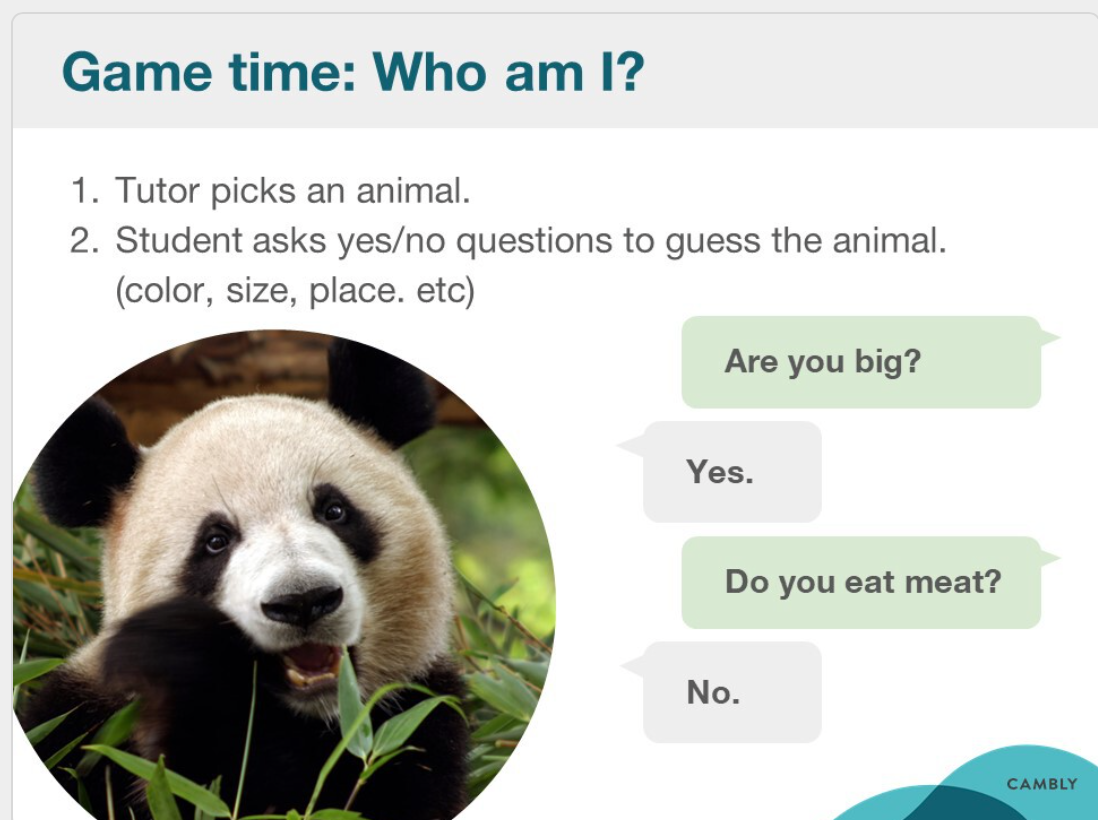 Game time: Who am I?
1. Tutor picks an animal.
2. Student asks yes/no questions to guess the animal.
(color, size, place. etc)
Are you big?
Yes.
Do you eat meat?
No.
CAMBLY